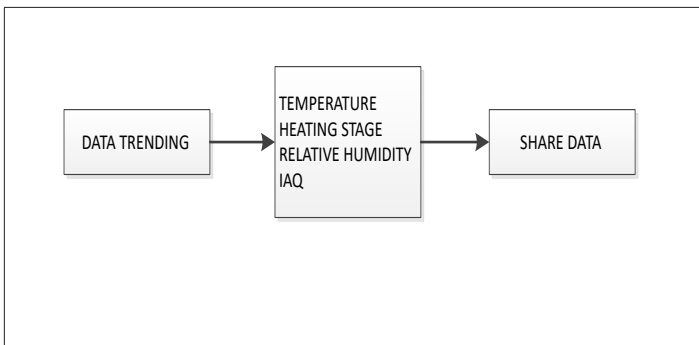 DATA TRENDING
TEMPERATURE
HEATING STAGE
RELATIVE HUMIDITY
IAQ
SHARE DATA